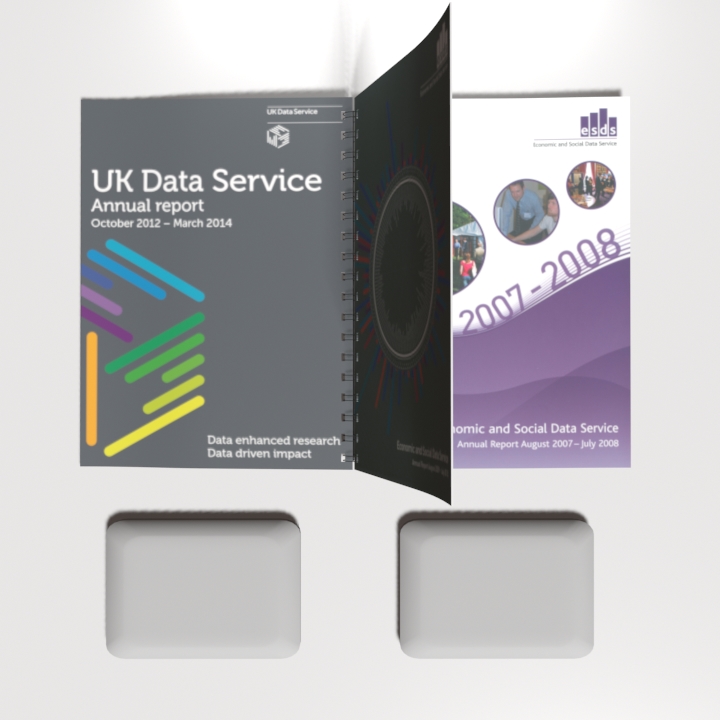 UK Data Service
UK Data Service
Annual report
October 2012 – March 2014
Data enhanced research
Data driven impact
esds
Economic and Social Data Service
2007-2008
nomic and Social Data Service
Annual Report August 2007 – July 2008